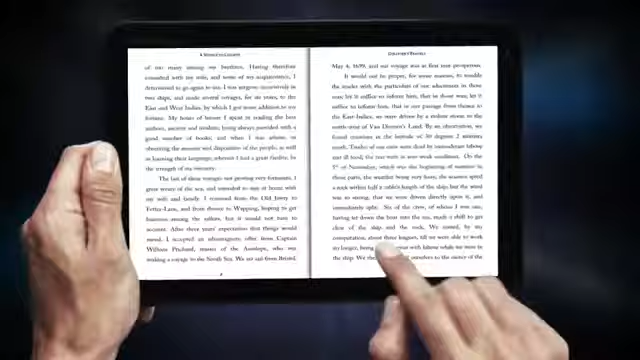 of too many among my brethren. Having therefore
consulted with my wife, and some of my acquaintance, I
determined to go again to sea. I was surgeon successively in
two ships, and made several voyages, for six years, to the
East and West Indies, by which I got some addition to my
fortune. My hours of leisure I spent in reading the best
authors, ancient and modern, being always provided with a
good number of books; and when I was ashore, in
observing the manners and dispositions of the people, as well
as learning their language; wherein I had a great facility, by
the strength of my memory.
The last of these voyages not proving very fortunate, I
grew weary of the sea, and intended to stay at home with
my wife and family. I removed from the Old Jewry to
Fetter-Lane, and from thence to Wapping, hoping to get
business among the sailors, but it would not turn to
account. After three years' expectation that things would
mend, I accepted an advantageous offer from Captain
William Prichard, master of the Antelope, who was
making a voyage to the South Sea. We set sail from Bristol,
May 4, 1699, and our voyage was at first very prosperous.
It would not be proper, for some reasons, to trouble
the reader with the particulars of our adventures in those
seas; let it suffice to inform him, that in our passage from thence to
the East-Indies, we were driven by a violent storm to the
north-west of Van Diemen's Land. By an observation, we
found ourselves in the latitude of 30 degrees 2 minutes
south. Twelve of our crew were dead by immoderate labour
and ill food; the rest were in a very weak condition. On the
5th of November, which was the beginning of summer in
those parts, the weather being very hazy, the seamen spied
a rock within half a cable's length of the ship; but the wind
was so strong, that we were driven directly upon it, and
immediately split. Six of the crew, of whom I was one,
having let down the boat into the sea, made a shift to get
clear of the ship and the rock. We rowed, by my
computation, about three leagues, till we were able to work
no longer, being with labour while we were in
the ship. We ourselves to the mercy of the